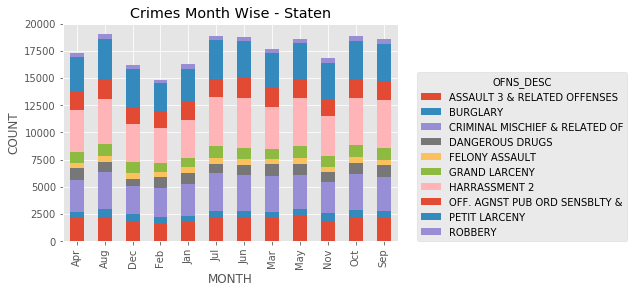 Crimes Month Wise - Staten
COUNT
20000
17500
15000
12500
10000
7500
5000
2500
0
Apr
Aug
Dec
Feb
Jan
Jul
Jun
Mar
May
Nov
Oct
Sep
MONTH
OFNS_DESC
ASSAULT 3 & RELATED OFFENSES
BURGLARY
CRIMINAL MISCHIEF & RELATED OF
DANGEROUS DRUGS
FELONY ASSAULT
GRAND LARCENY
HARRASSMENT 2
OFF. AGNST PUB ORD SENSBLTY &
PETIT LARCENY
ROBBERY